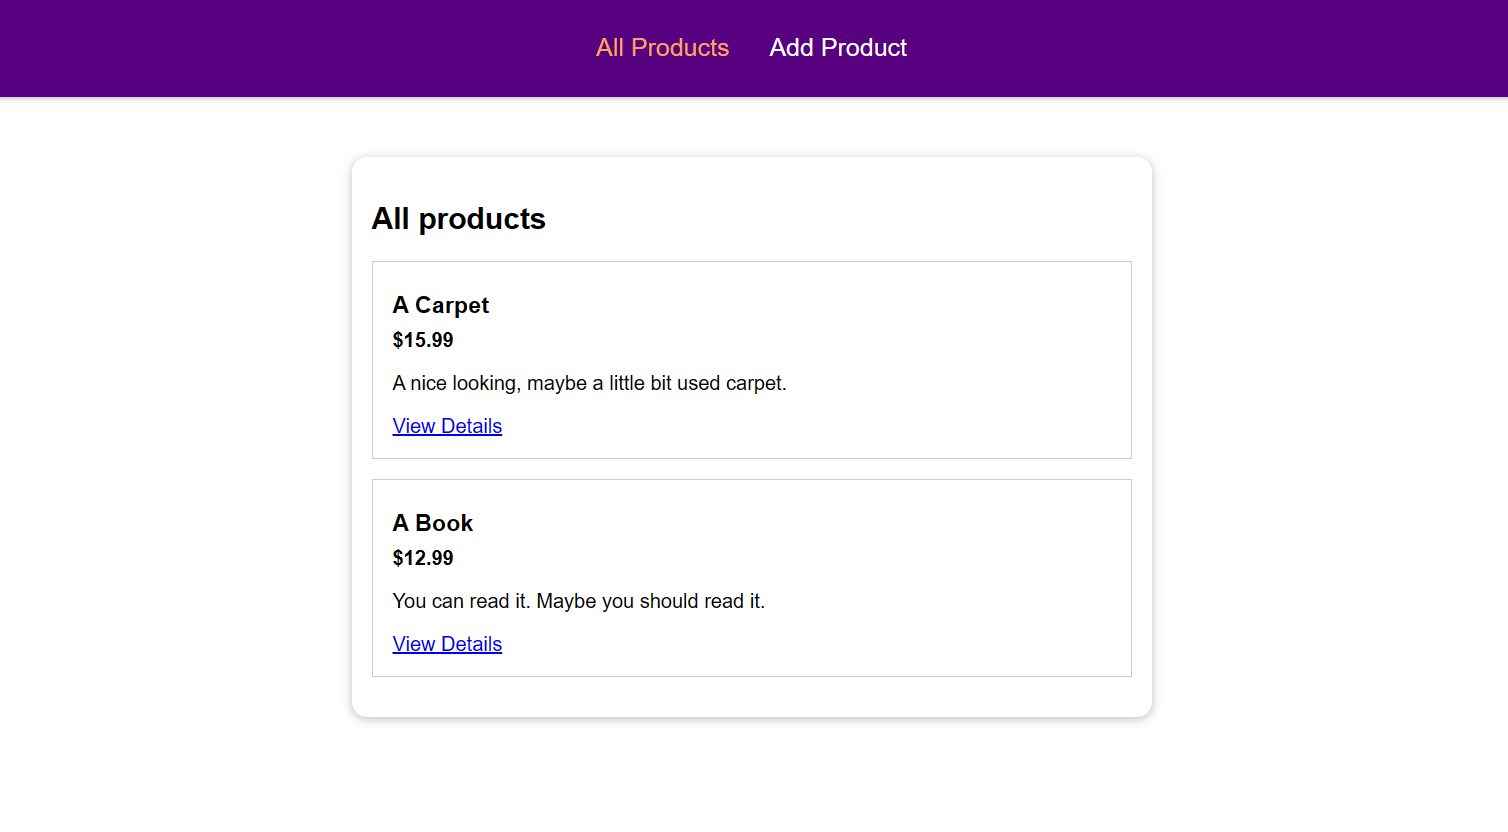 All Products Add Product
All products
A Carpet
$15.99
A nice looking, maybe a little bit used carpet.
View Details
A Book
$12.99
You can read it. Maybe you should read it.
View Details